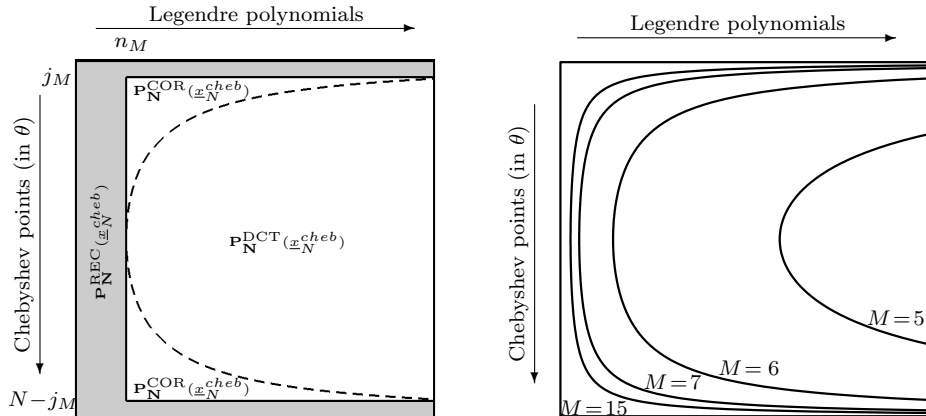 Legendre polynomials
n_M
j_M
P_N^COR(x_N^cheb)
Chebyshev points (in θ)
P_N^REC(x_N^cheb)
P_N^DCT(x_N^cheb)
P_N^COR(x_N^cheb)
N−j_M
Legendre polynomials
Chebyshev points (in θ)
M=5
M=6
M=7
M=15